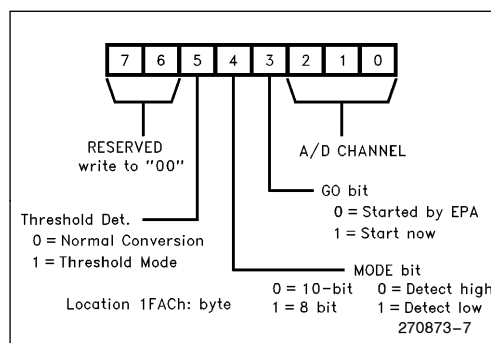 7 6 5 4 3 2 1 0
RESERVED
write to "00"
A/D CHANNEL
GO bit
0 = Started by EPA
1 = Start now
Threshold Det.
0 = Normal Conversion
1 = Threshold Mode
MODE bit
0 = 10-bit 0 = Detect high
1 = 8 bit 1 = Detect low
Location 1FACh: byte
270873-7